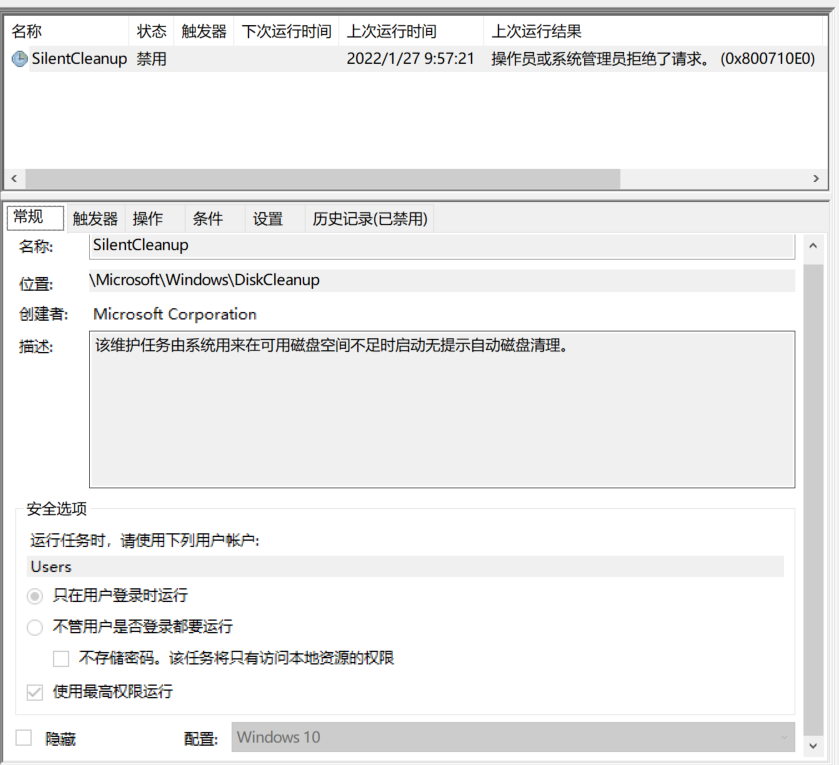 名称 状态 触发器 下次运行时间 上次运行时间 上次运行结果
SilentCleanup 禁用 2022/1/27 9:57:21 操作员或系统管理员拒绝了请求。 (0x800710E0)
常规 触发器 操作 条件 设置 历史记录(已禁用)
名称: SilentCleanup
位置: \Microsoft\Windows\DiskCleanup
创建者: Microsoft Corporation
描述: 该维护任务由系统用来在可用磁盘空间不足时启动无提示自动磁盘清理。
安全选项
运行任务时，请使用下列用户帐户:
Users
只在用户登录时运行
不管用户是否登录都要运行
不存储密码。该任务将只有访问本地资源的权限
使用最高权限运行
隐藏 配置: Windows 10